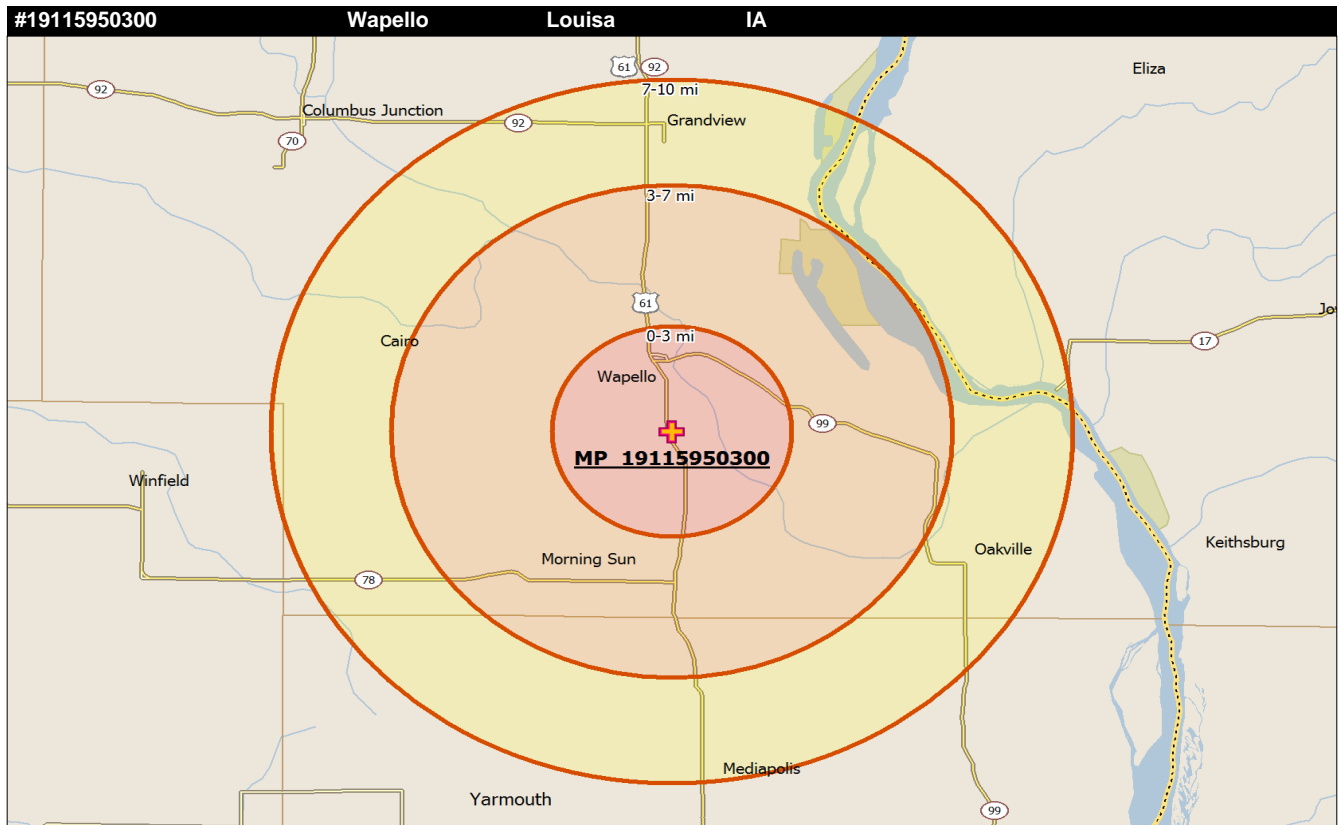 #19115950300 Wapello Louisa IA
61 92
7-10 mi
Eliza
92
Columbus Junction
92
Grandview
70
3-7 mi
61
Jo
0-3 mi
Cairo
17
Wapello
99
MP 19115950300
Winfield
Keithsburg
Oakville
Morning Sun
78
Mediapolis
Yarmouth
99